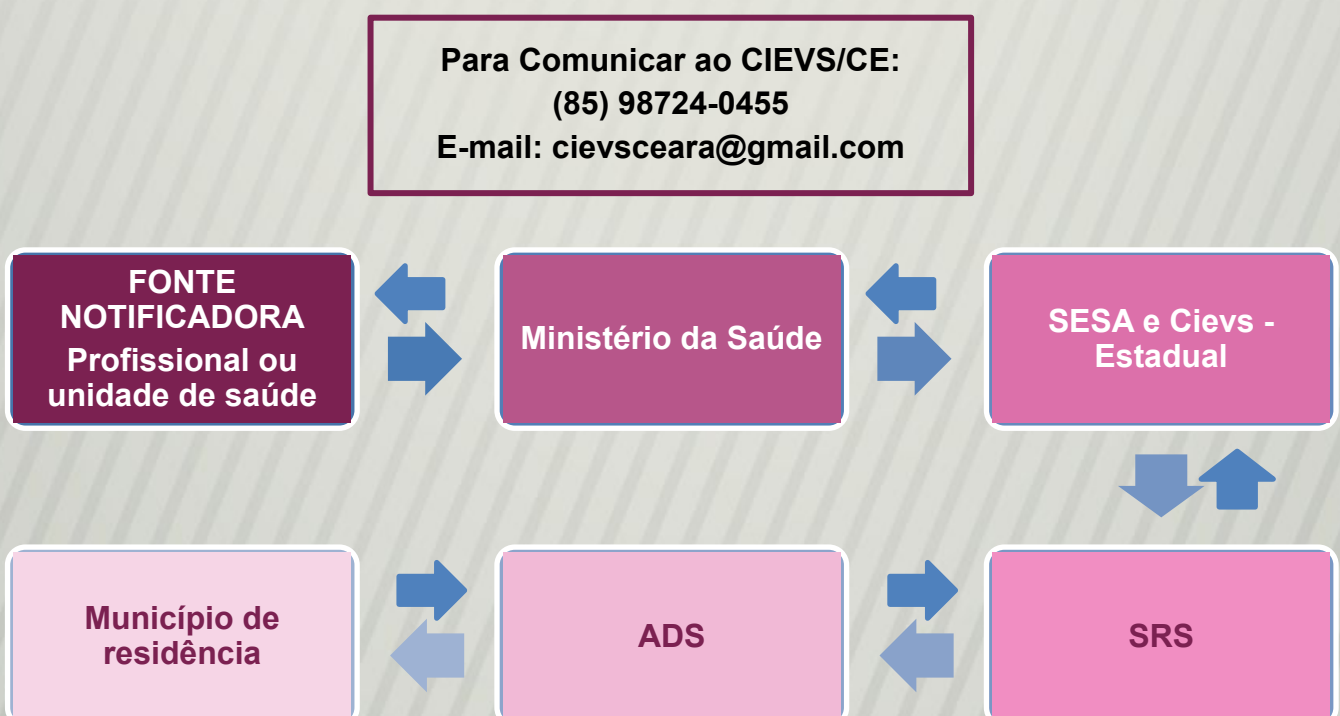 Para Comunicar ao CIEVS/CE:
(85) 98724-0455
E-mail: cievsceara@gmail.com
FONTE
NOTIFICADORA
Profissional ou
unidade de saúde
Ministério da Saúde
SESA e Cievs -
Estadual
Município de
residência
ADS
SRS